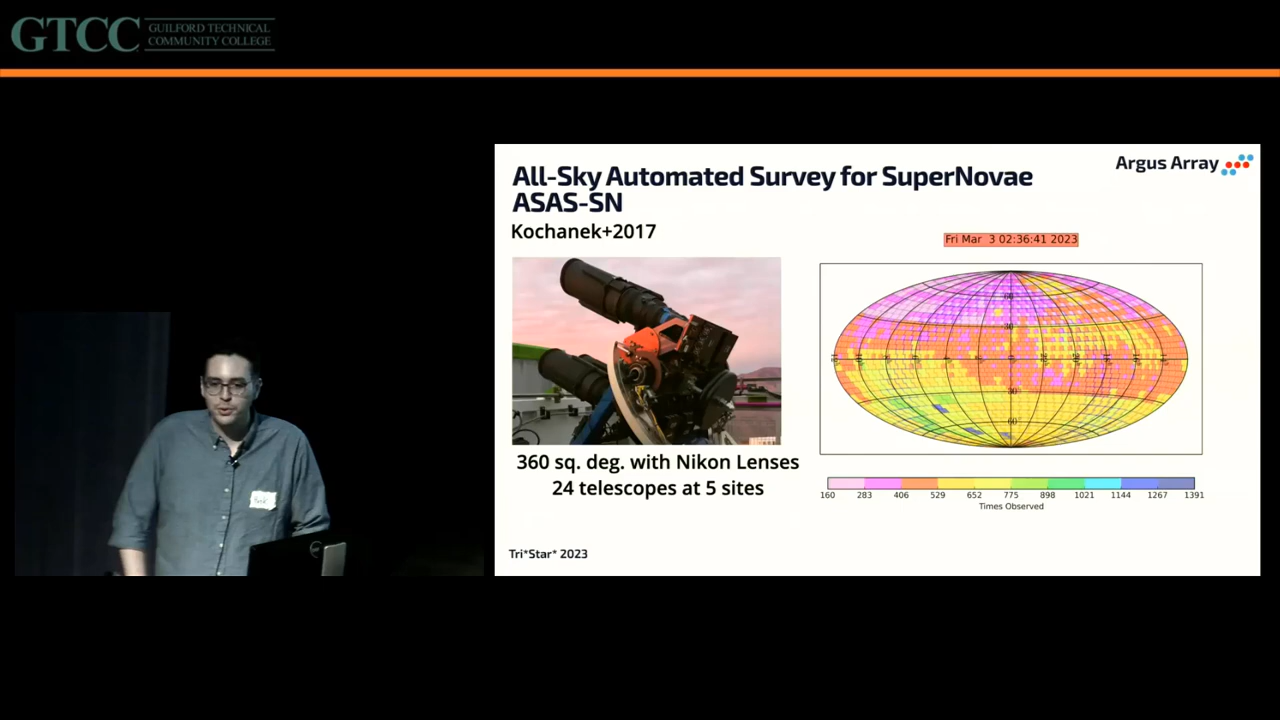 GTCC
GUILFORD TECHNICAL
COMMUNITY COLLEGE
Argus Array
All-Sky Automated Survey for SuperNovae
ASAS-SN
Kochanek+2017
Fri Mar 3 02:36:41 2023
360 sq. deg. with Nikon Lenses
24 telescopes at 5 sites
160 283 406 529 652 775 898 1021 1144 1267 1391
Times Observed
Tri*Star* 2023